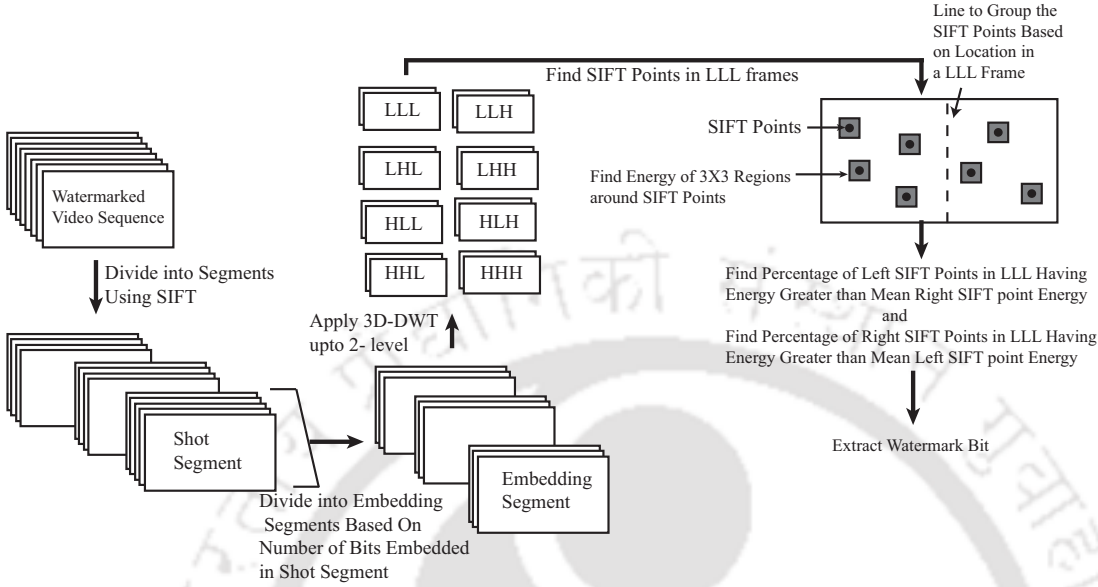 Watermarked
Video Sequence
Divide into Segments
Using SIFT
Shot
Segment
Divide into Embedding
Segments Based On
Number of Bits Embedded
in Shot Segment
Embedding
Segment
Apply 3D-DWT
upto 2- level
LLL
LLH
LHL
LHH
HLL
HLH
HHL
HHH
Find SIFT Points in LLL frames
Line to Group the
SIFT Points Based
on Location in
a LLL Frame
SIFT Points
Find Energy of 3X3 Regions
around SIFT Points
Find Percentage of Left SIFT Points in LLL Having
Energy Greater than Mean Right SIFT point Energy
and
Find Percentage of Right SIFT Points in LLL Having
Energy Greater than Mean Left SIFT point Energy
Extract Watermark Bit